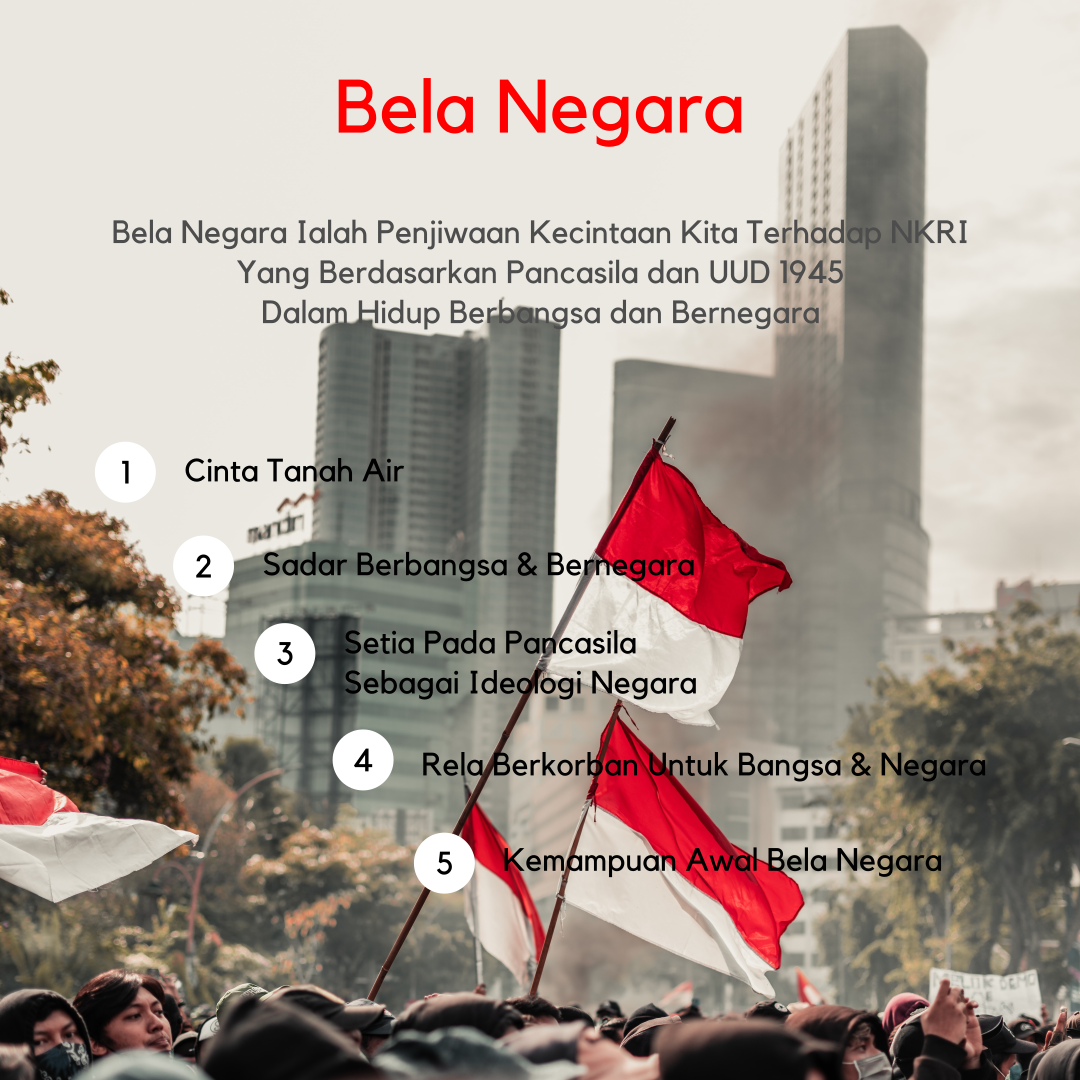 Bela Negara
Bela Negara Ialah Penjiwaan Kecintaan Kita Terhadap NKRI
Yang Berdasarkan Pancasila dan UUD 1945
Dalam Hidup Berbangsa dan Bernegara
1 Cinta Tanah Air
mandiri
2 Sadar Berbangsa & Bernegara
3 Setia Pada Pancasila
Sebagai Ideologi Negara
4 Rela Berkorban Untuk Bangsa & Negara
5 Kemampuan Awal Bela Negara